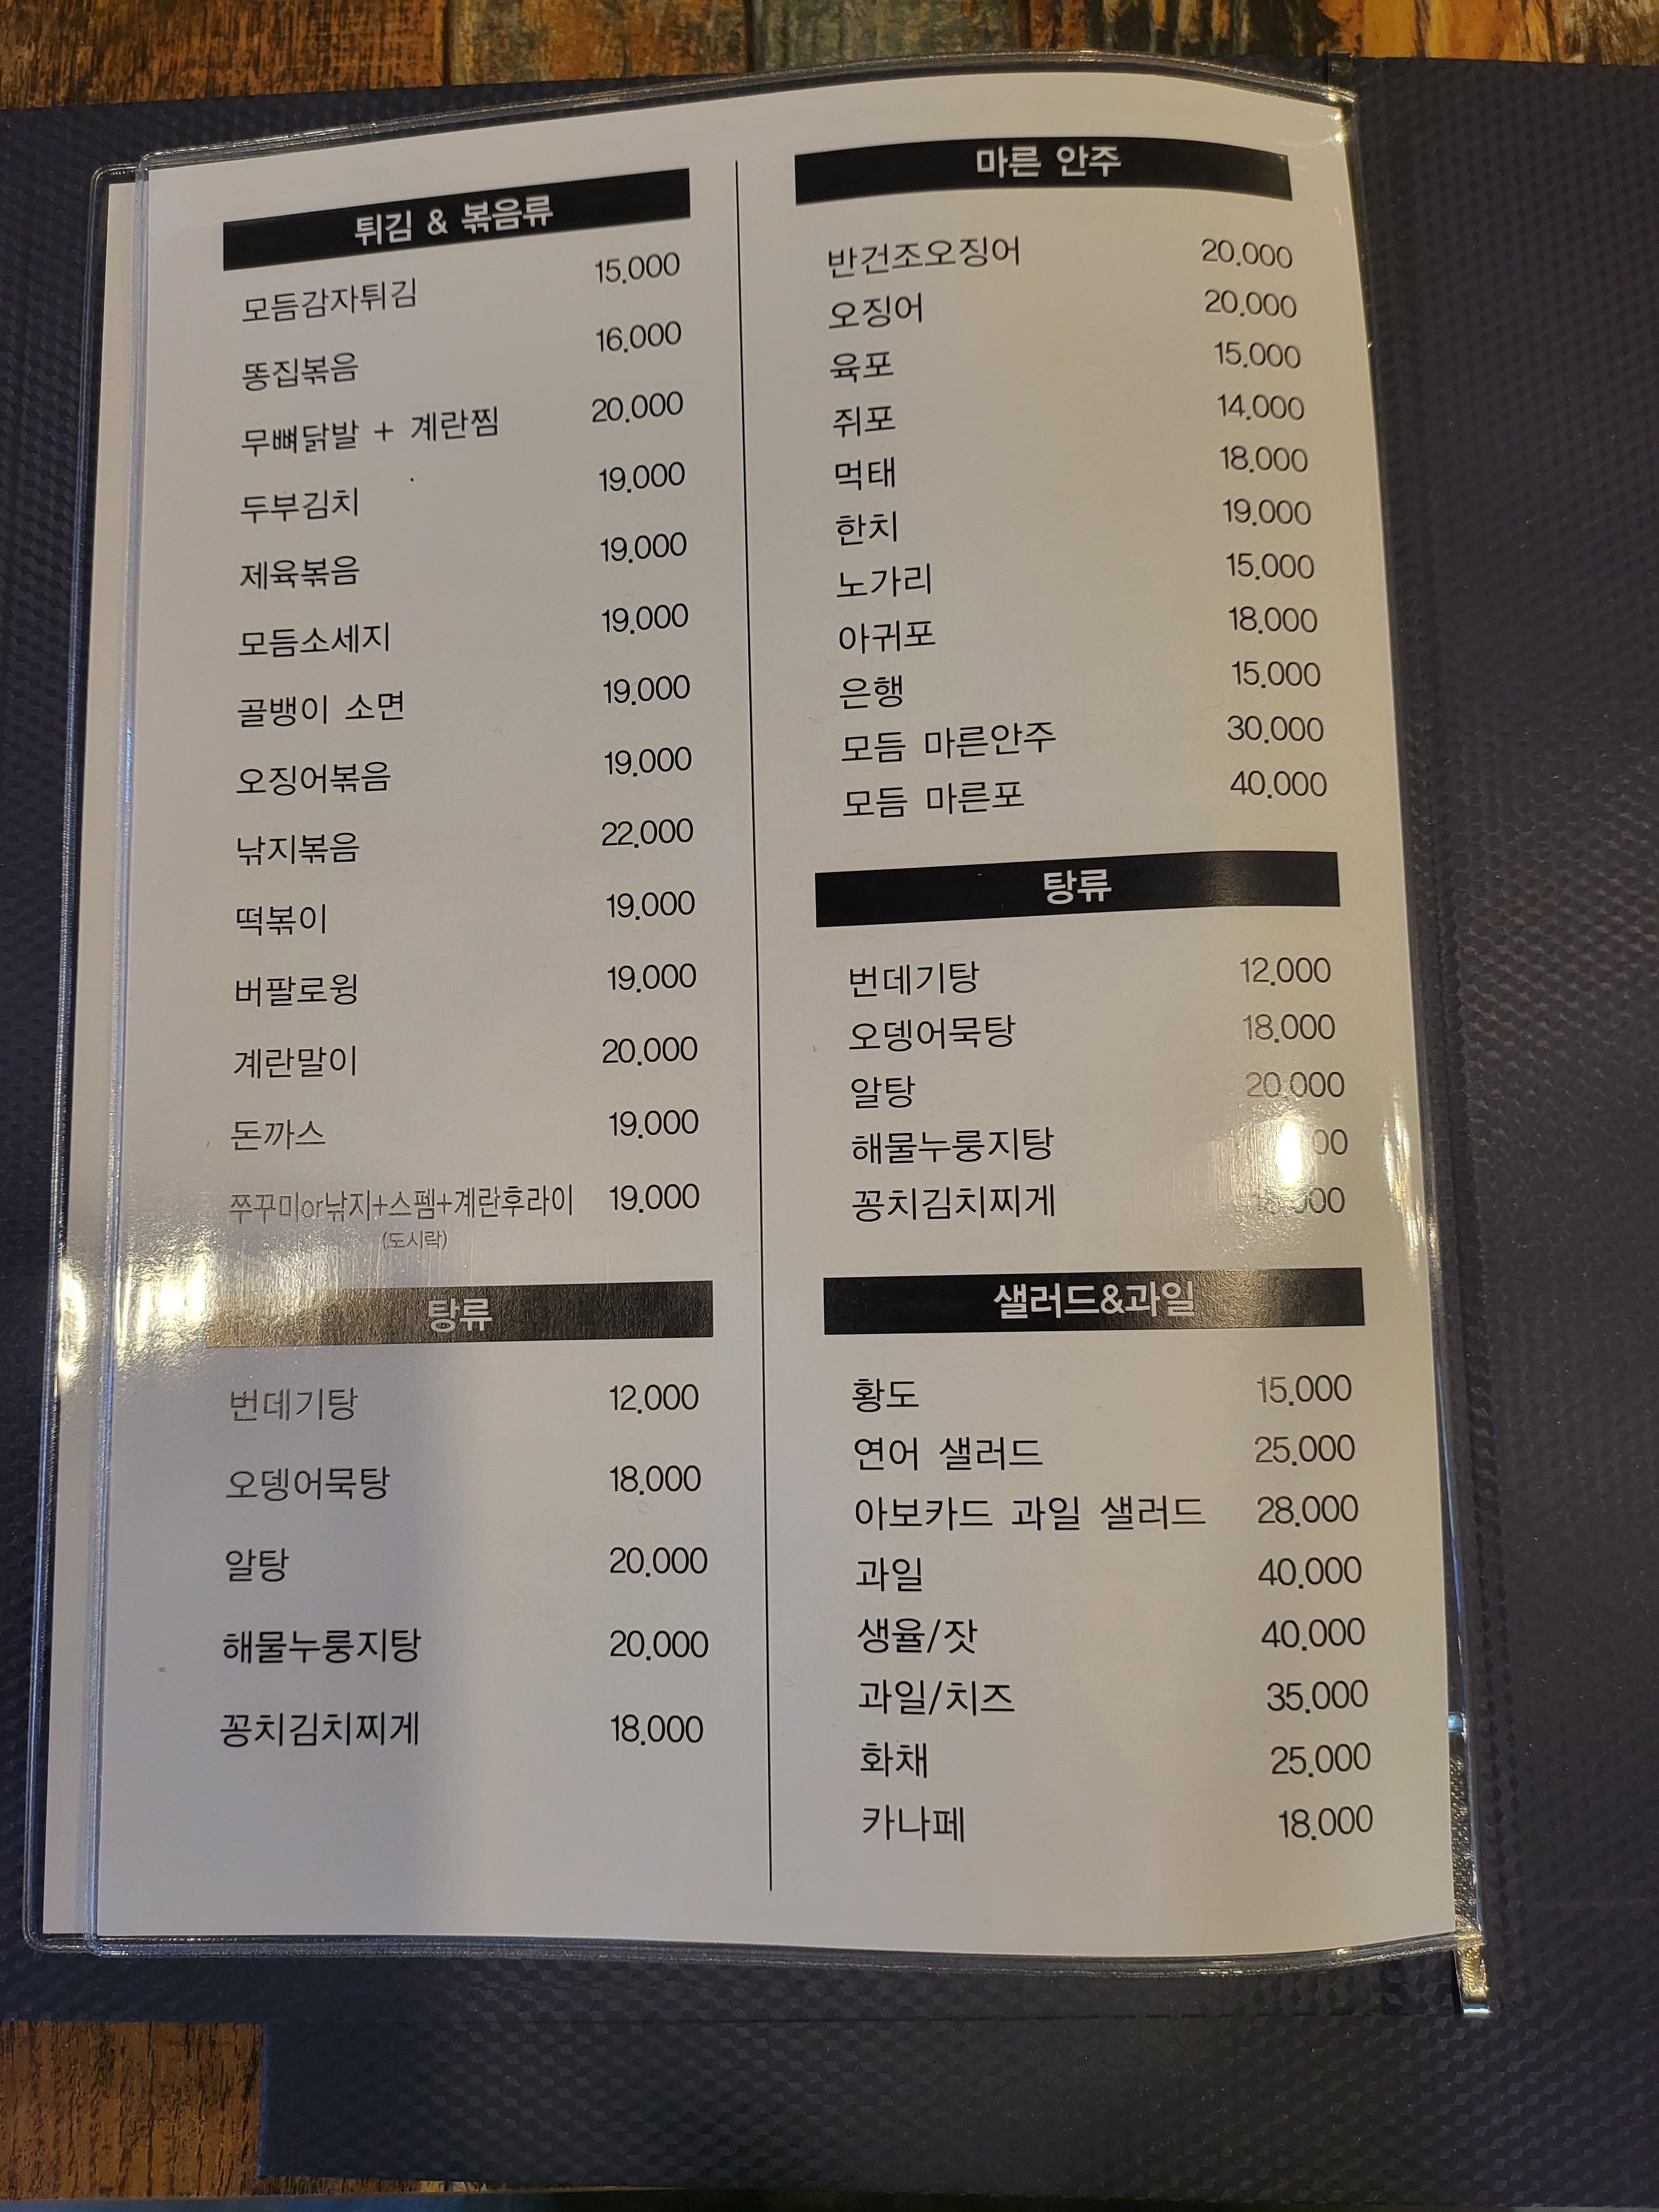 튀김 & 볶음류
모듬감자튀김 15,000
똥집볶음 16,000
무뼈닭발 + 계란찜 20,000
두부김치 19,000
제육볶음 19,000
모듬소세지 19,000
골뱅이 소면 19,000
오징어볶음 19,000
낚지볶음 22,000
떡볶이 19,000
버팔로윙 19,000
계란말이 20,000
돈까스 19,000
쭈꾸미or낚지+스펨+계란후라이 19,000
(도시락)
탕류
번데기탕 12,000
오뎅어묵탕 18,000
알탕 20,000
해물누룽지탕 20,000
꽁치김치찌게 18,000
마른 안주
반건조오징어 20,000
오징어 20,000
육포 15,000
쥐포 14,000
먹태 18,000
한치 19,000
노가리 15,000
아귀포 18,000
은행 15,000
모듬 마른안주 30,000
모듬 마른포 40,000
탕류
번데기탕 12,000
오뎅어묵탕 18,000
알탕 20,000
해물누룽지탕
꽁치김치찌게
샐러드&과일
황도 15,000
연어 샐러드 25,000
아보카드 과일 샐러드 28,000
과일 40,000
생율/잣 40,000
과일/치즈 35,000
화채 25,000
카나페 18,000